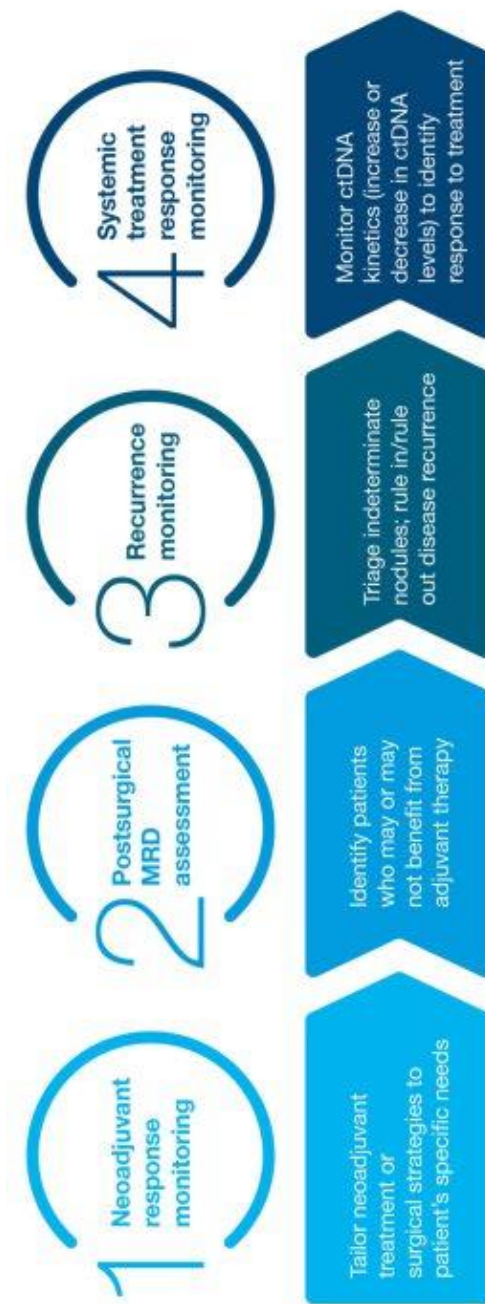 1
Neoadjuvant
response
monitoring
Tailor neoadjuvant
treatment or
surgical strategies to
patient's specific needs
2
Postsurgical
MRD
assessment
Identify patients
who may or may
not benefit from
adjuvant therapy
3
Recurrence
monitoring
Triage indeterminate
nodules; rule in/rule
out disease recurrence
4
Systemic
treatment
response
monitoring
Monitor ctDNA
kinetics (increase or
decrease in ctDNA
levels) to identify
response to treatment